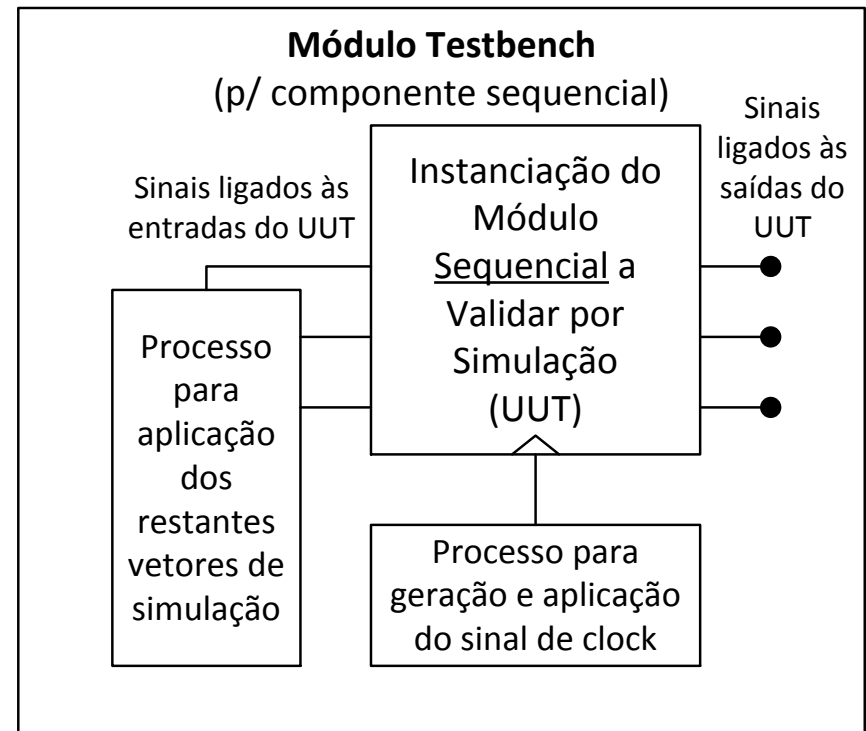 Módulo Testbench
(p/ componente sequencial)
Sinais
ligados às
saídas do
UUT
Sinais ligados às
entradas do UUT
Instanciação do
Módulo
Sequencial a
Validar por
Simulação
(UUT)
Processo
para
aplicação
dos
restantes
vetores de
simulação
Processo para
geração e aplicação
do sinal de clock